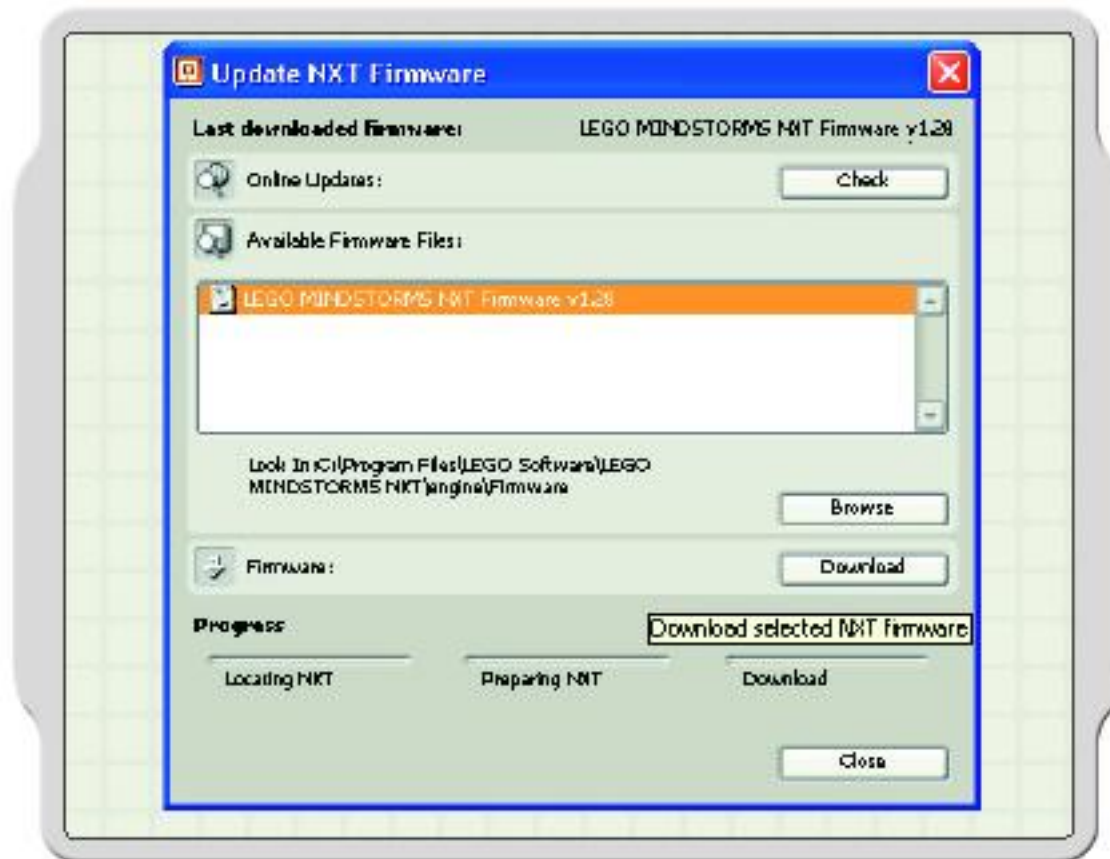 Update NXT Firmware
Last downloaded firmware: LEGO MINDSTORMS NXT Firmware v1.28
Online Updates: Check
Available Firmware Files:
LEGO MINDSTORMS NXT Firmware v1.28
Look In:C:\Program Files\LEGO Software\LEGO
MINDSTORMS NXT\engine\Firmware
Browse
Firmware: Download
Progress
Download selected NXT firmware
Locating NXT Preparing NXT Download
Close